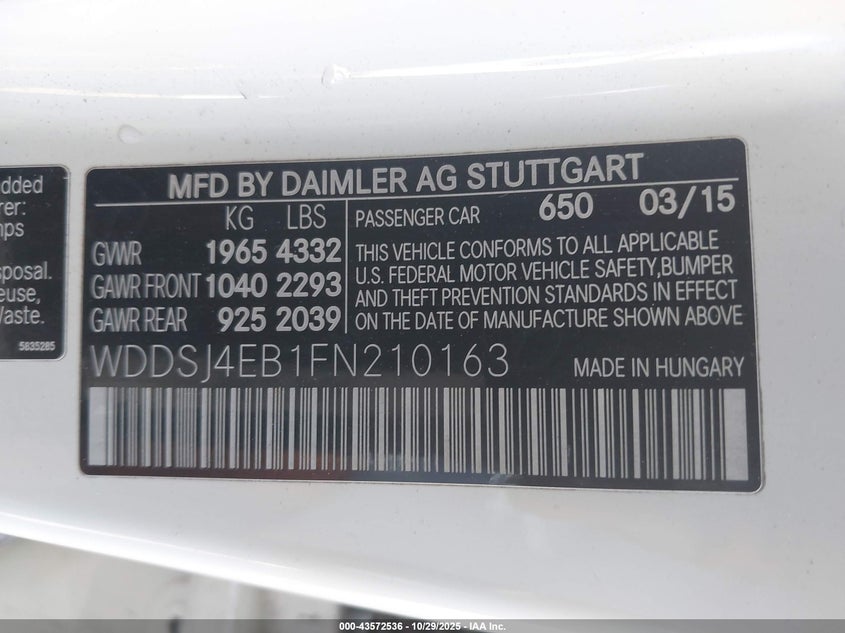 dded
rer:
nps
sposal.
euse,
Waste.
5635285
MFD BY DAIMLER AG STUTTGART
KG LBS
GVWR 1965 4332
GAWR FRONT 1040 2293
GAWR REAR 925 2039
PASSENGER CAR 650 03/15
THIS VEHICLE CONFORMS TO ALL APPLICABLE
U.S. FEDERAL MOTOR VEHICLE SAFETY,BUMPER
AND THEFT PREVENTION STANDARDS IN EFFECT
ON THE DATE OF MANUFACTURE SHOWN ABOVE
WDDSJ4EB1FN210163 MADE IN HUNGARY
000-43572536 - 10/29/2025 - IAA Inc.